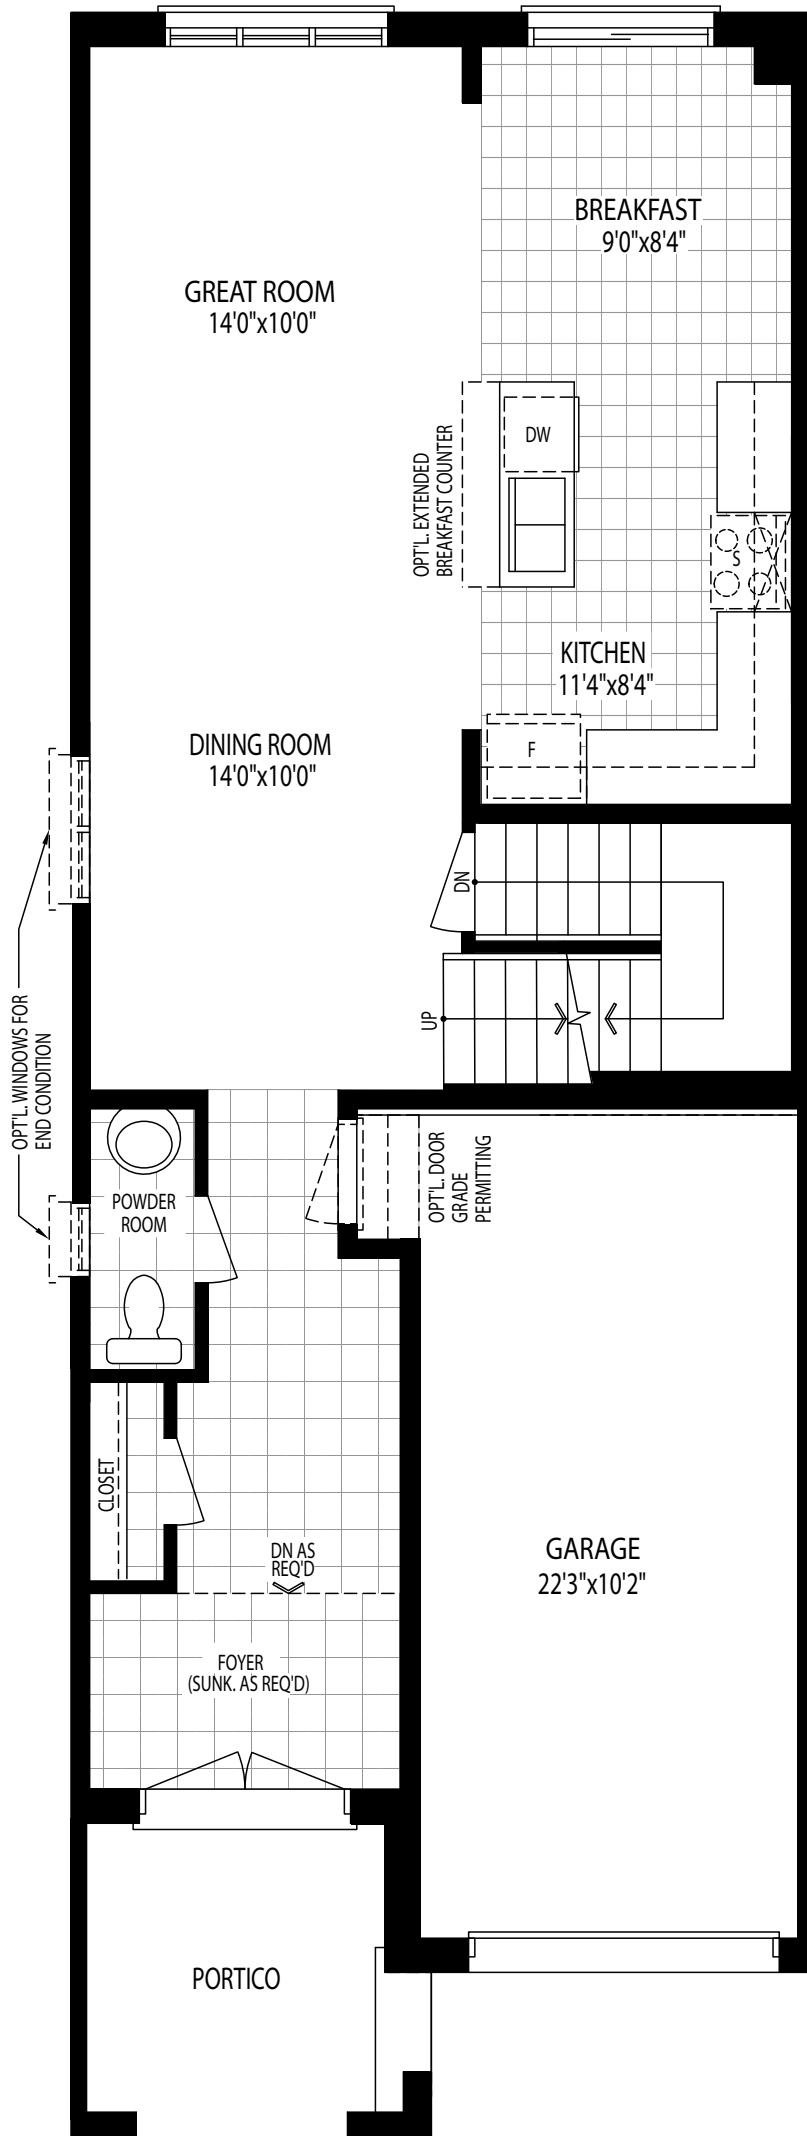 BREAKFAST
9'0"x8'4"
GREAT ROOM
14'0"x10'0"
DW
OPT'L. EXTENDED
BREAKFAST COUNTER
S
KITCHEN
11'4"x8'4"
DINING ROOM
14'0"x10'0"
F
DN
UP
OPT'L. WINDOWS FOR
END CONDITION
OPT'L. DOOR
GRADE
PERMITTING
POWDER
ROOM
CLOSET
DN AS
REQ'D
GARAGE
22'3"x10'2"
FOYER
(SUNK. AS REQ'D)
PORTICO